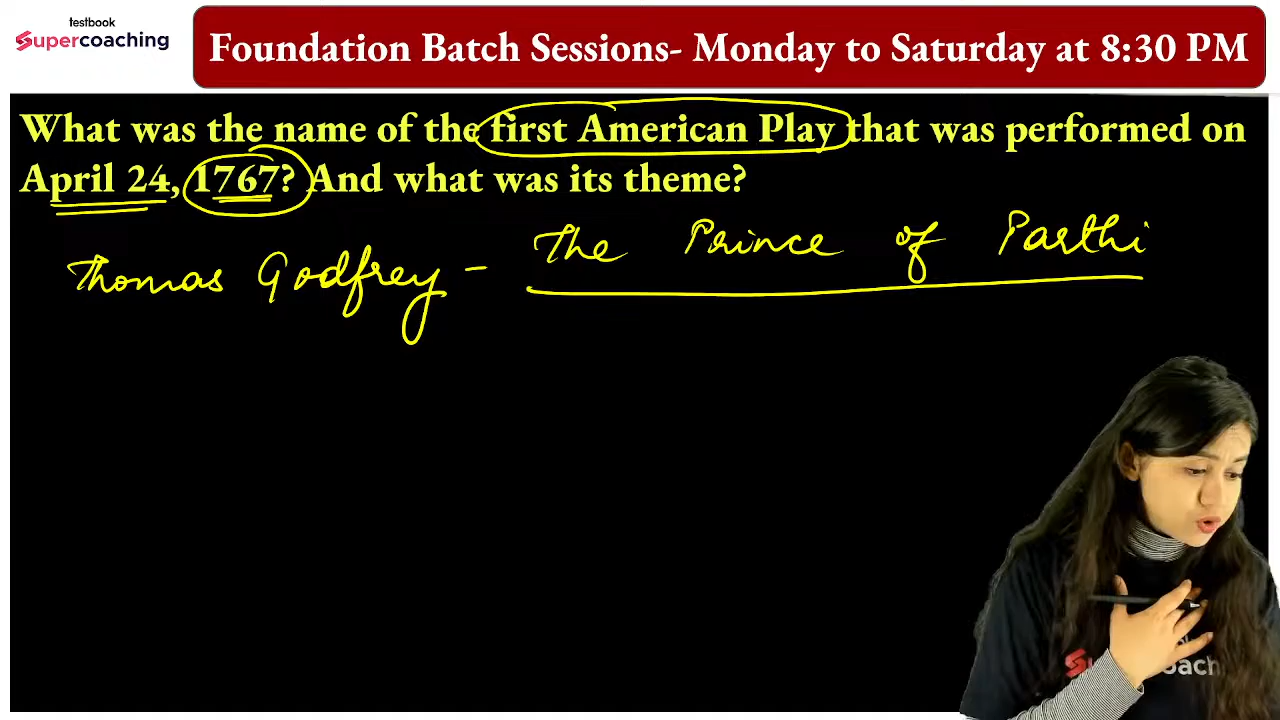 testbook
Supercoaching
Foundation Batch Sessions- Monday to Saturday at 8:30 PM
What was the name of the first American Play that was performed on
April 24, 1767? And what was its theme?
Thomas Godfrey - The Prince of Parthi